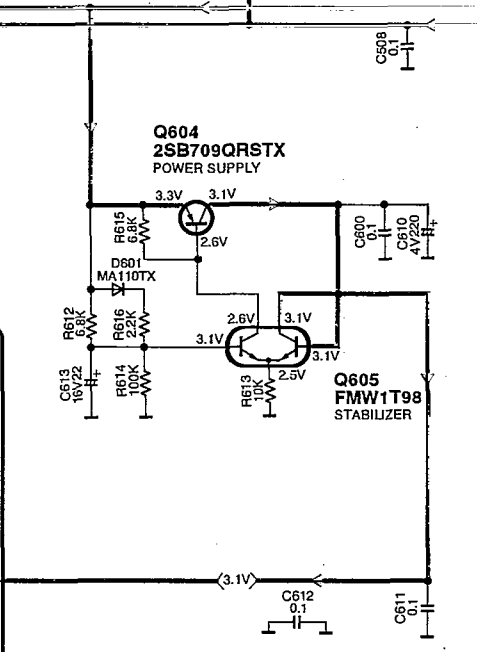 C508
0.1
Q604
2SB709QRSTX
POWER SUPPLY
3.3V
3.1V
R615
6.8K
2.6V
C600
0.1
C610
4V220
D601
MA110TX
R612
6.8K
R616
2.2K
2.6V
3.1V
3.1V
3.1V
C613
16V22
R614
100K
R613
10K
2.5V
Q605
FMW1T98
STABILIZER
3.1V
C612
0.1
C611
0.1